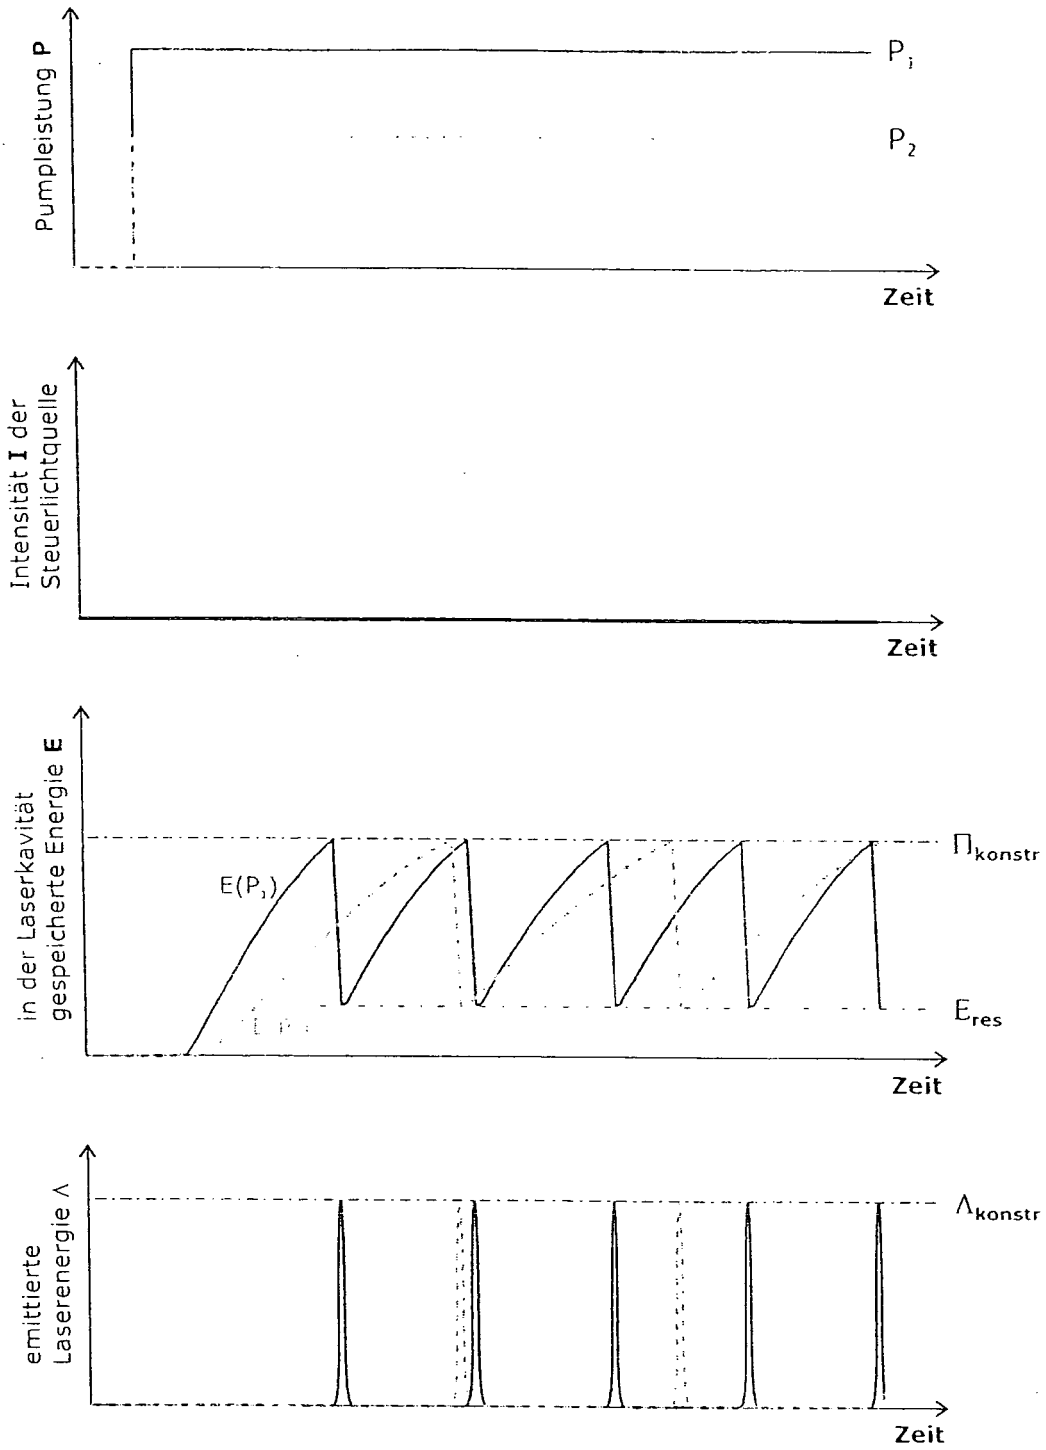 Pumpleistung P
P₁
P₂
Zeit
Intensität I der
Steuerlichtquelle
Zeit
in der Laserkavität
gespeicherte Energie E
E(P₁)
Πkonstr
Eres
Zeit
emittierte
Laserenergie Λ
Λkonstr
Zeit